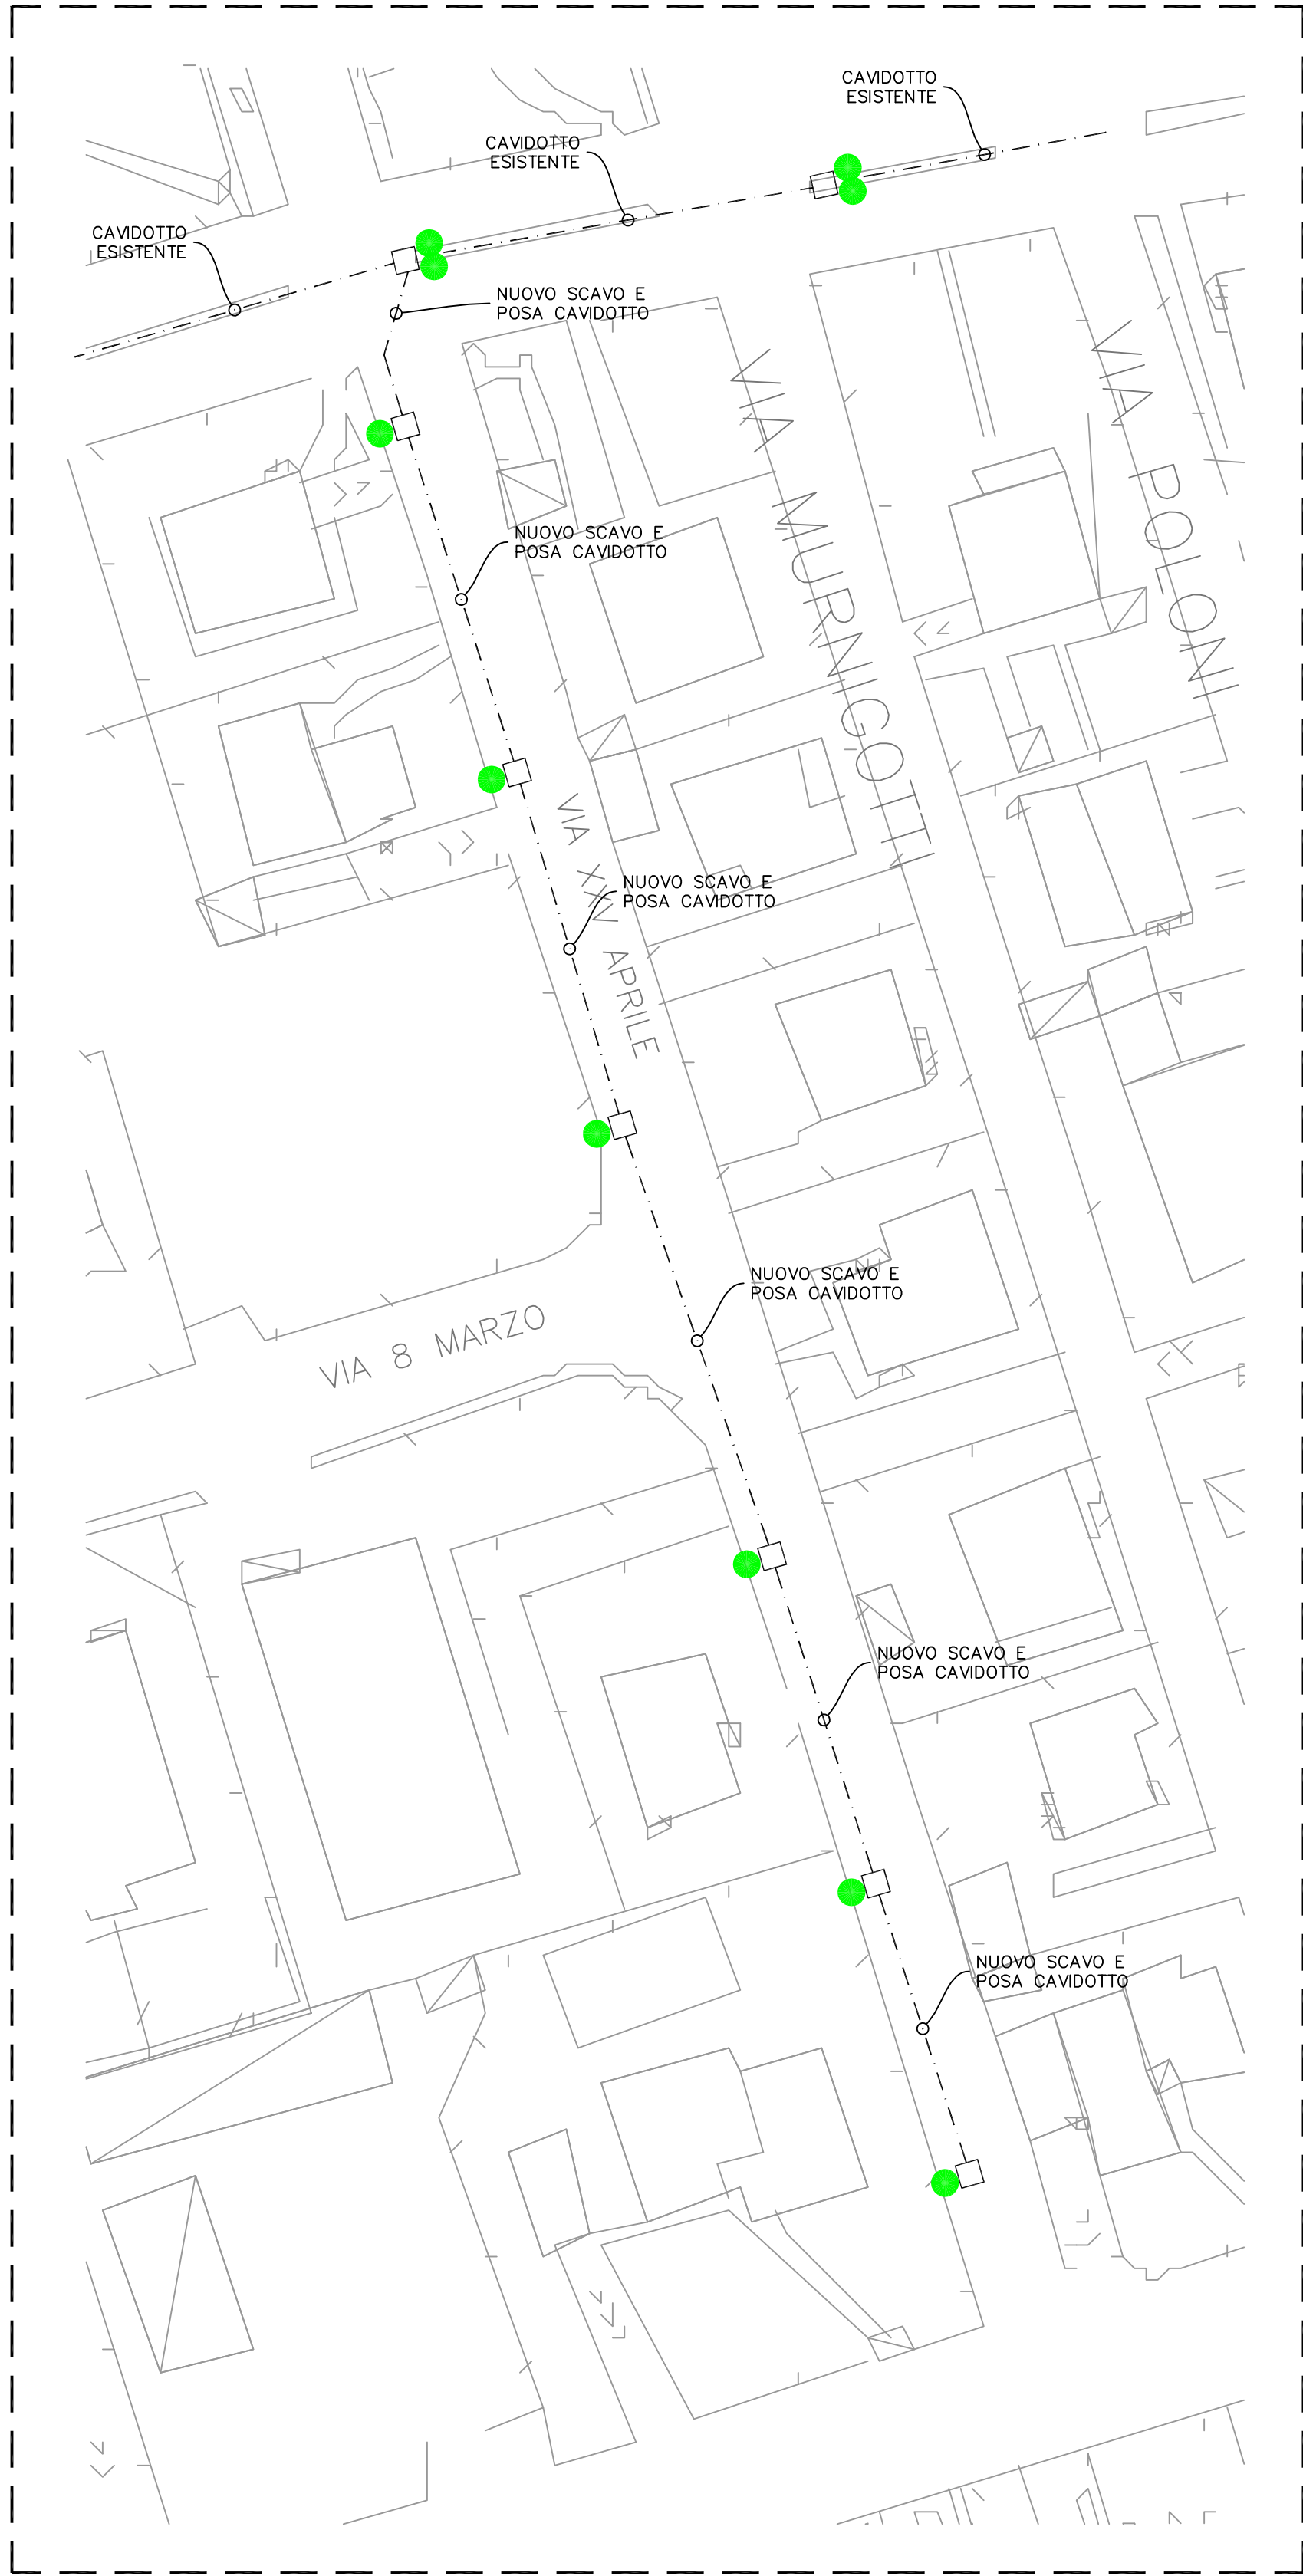 CAVIDOTTO
ESISTENTE
CAVIDOTTO
ESISTENTE
CAVIDOTTO
ESISTENTE
NUOVO SCAVO E
POSA CAVIDOTTO
VIA POLONI
VIA MURNIGOTTI
NUOVO SCAVO E
POSA CAVIDOTTO
VIA XXV APRILE
NUOVO SCAVO E
POSA CAVIDOTTO
NUOVO SCAVO E
POSA CAVIDOTTO
VIA 8 MARZO
NUOVO SCAVO E
POSA CAVIDOTTO
NUOVO SCAVO E
POSA CAVIDOTTO